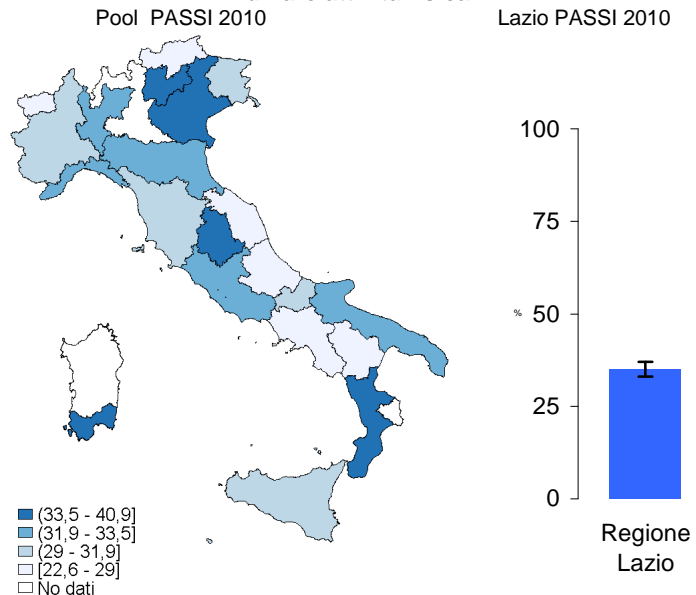 Pool PASSI 2010
Lazio PASSI 2010
100
75
% 50
25
0
Regione
Lazio
(33,5 - 40,9]
(31,9 - 33,5]
(29 - 31,9]
[22,6 - 29]
No dati